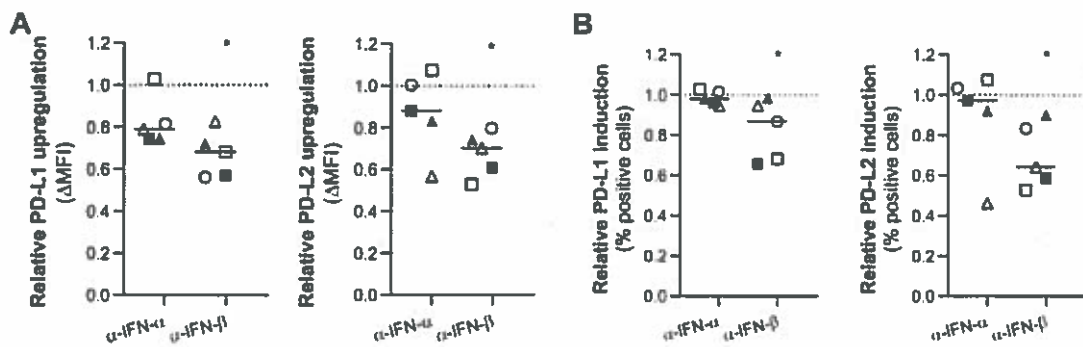 A
B
Relative PD-L1 upregulation
(ΔMFI)
1.2
1.0
0.8
0.6
0.4
0.2
0.0
*
α-IFN-α
α-IFN-β
Relative PD-L2 upregulation
(ΔMFI)
1.2
1.0
0.8
0.6
0.4
0.2
0.0
*
α-IFN-α
α-IFN-β
Relative PD-L1 induction
(% positive cells)
1.2
1.0
0.8
0.6
0.4
0.2
0.0
*
α-IFN-α
α-IFN-β
Relative PD-L2 induction
(% positive cells)
1.2
1.0
0.8
0.6
0.4
0.2
0.0
*
α-IFN-α
α-IFN-β